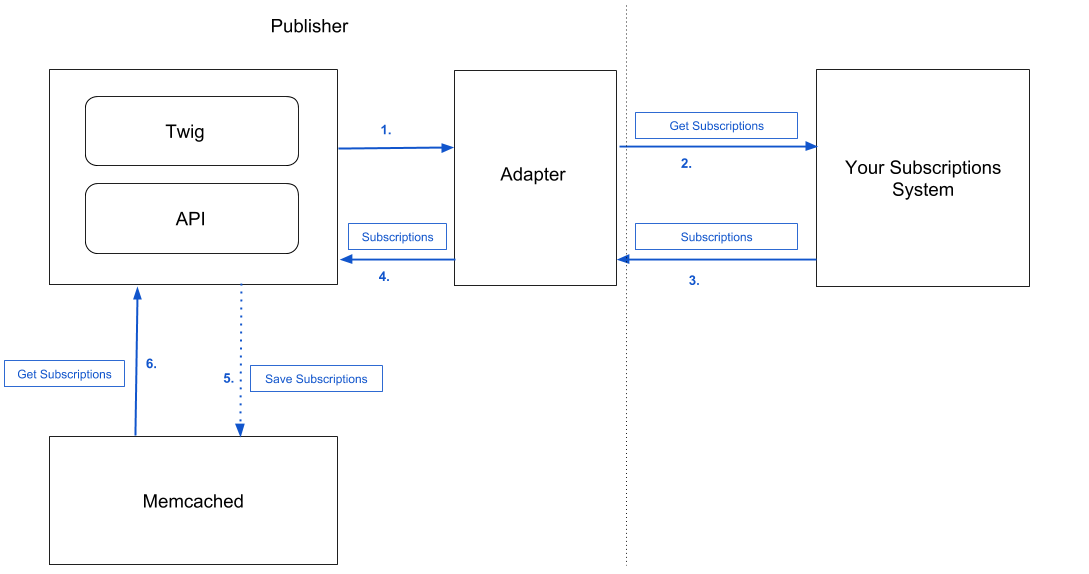 Publisher
Twig
API
1.
Adapter
Get Subscriptions
2.
Your Subscriptions
System
Subscriptions
4.
Subscriptions
3.
Get Subscriptions
6.
5.
Save Subscriptions
Memcached